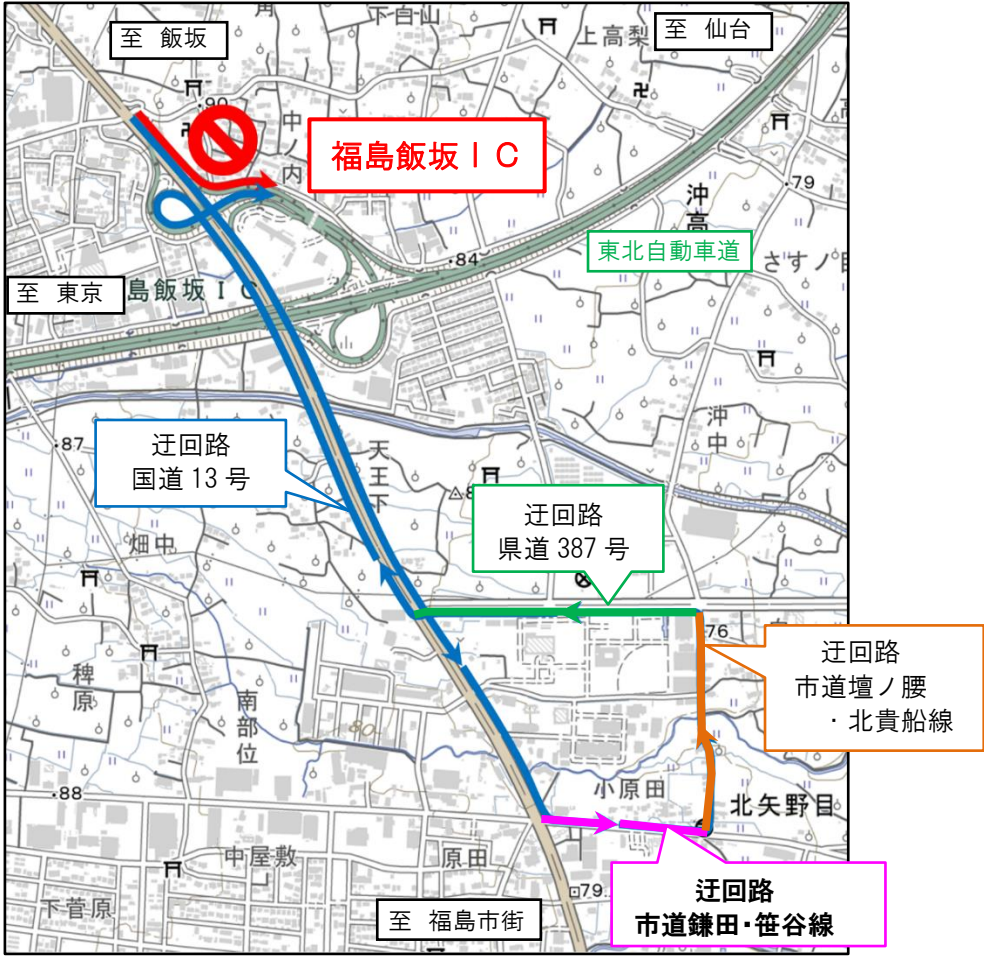 下白山
至 飯坂
上高梨
至 仙台
90
中ノ内
福島飯坂ＩＣ
79
沖高
東北自動車道
84
さすノ目
至 東京
島飯坂ＩＣ
沖中
87
迂回路
国道 13 号
天王下
迂回路
県道 387 号
畑中
76
迂回路
市道壇ノ腰
・北貴船線
稗原
南部位
80
小原田
北矢野目
88
中屋敷
原田
79
迂回路
市道鎌田・笹谷線
下菅原
至 福島市街